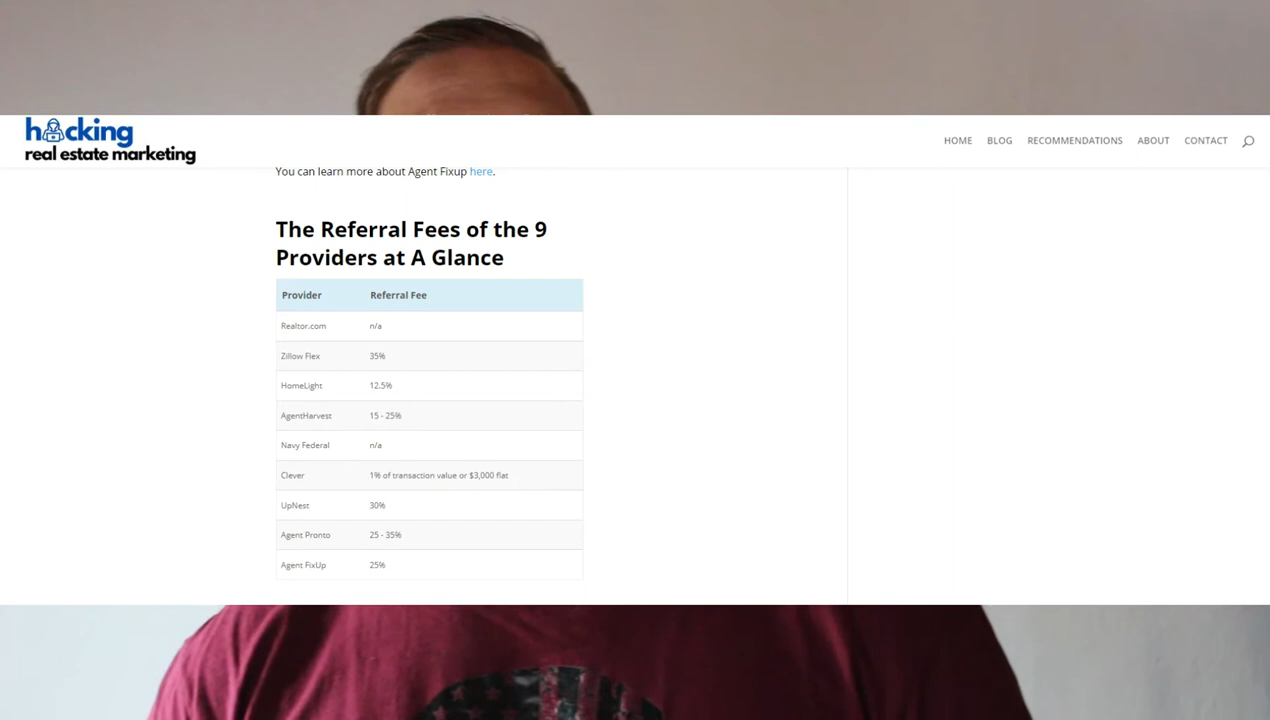 hacking
real estate marketing
HOME BLOG RECOMMENDATIONS ABOUT CONTACT
You can learn more about Agent Fixup here.
The Referral Fees of the 9
Providers at A Glance
Provider Referral Fee
Realtor.com n/a
Zillow Flex 35%
HomeLight 12.5%
AgentHarvest 15 - 25%
Navy Federal n/a
Clever 1% of transaction value or $3,000 flat
UpNest 30%
Agent Pronto 25 - 35%
Agent FixUp 25%